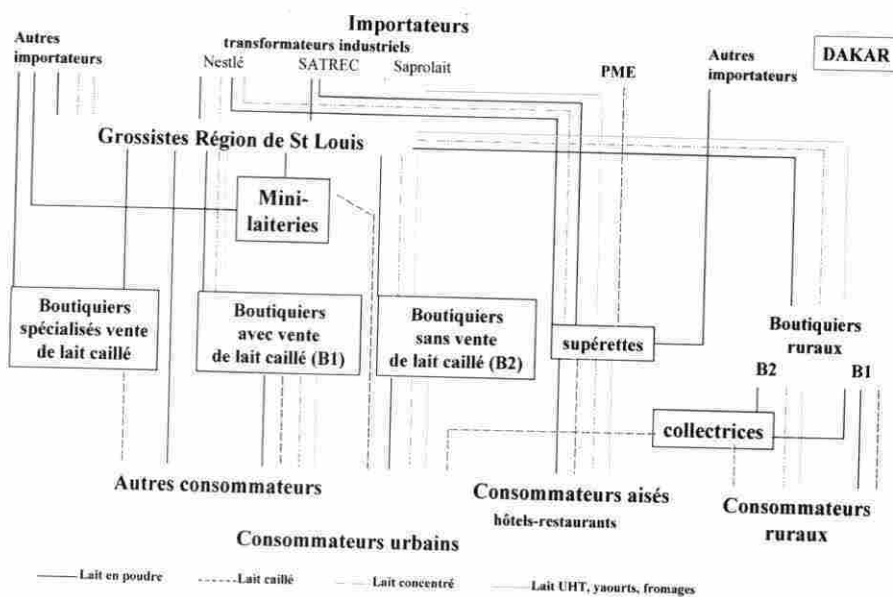 Importateurs
Autres
importateurs
transformateurs industriels
Nestlé
SATREC
Saprolait
PME
Autres
importateurs
DAKAR
Grossistes Région de St Louis
Mini-
laiteries
Boutiquiers
spécialisés vente
de lait caillé
Boutiquiers
avec vente
de lait caillé (B1)
Boutiquiers
sans vente
de lait caillé (B2)
supérettes
Boutiquiers
ruraux
B2
B1
collectrices
Autres consommateurs
Consommateurs aisés
hôtels-restaurants
Consommateurs
ruraux
Consommateurs urbains
Lait en poudre
Lait caillé
Lait concentré
Lait UHT, yaourts, fromages